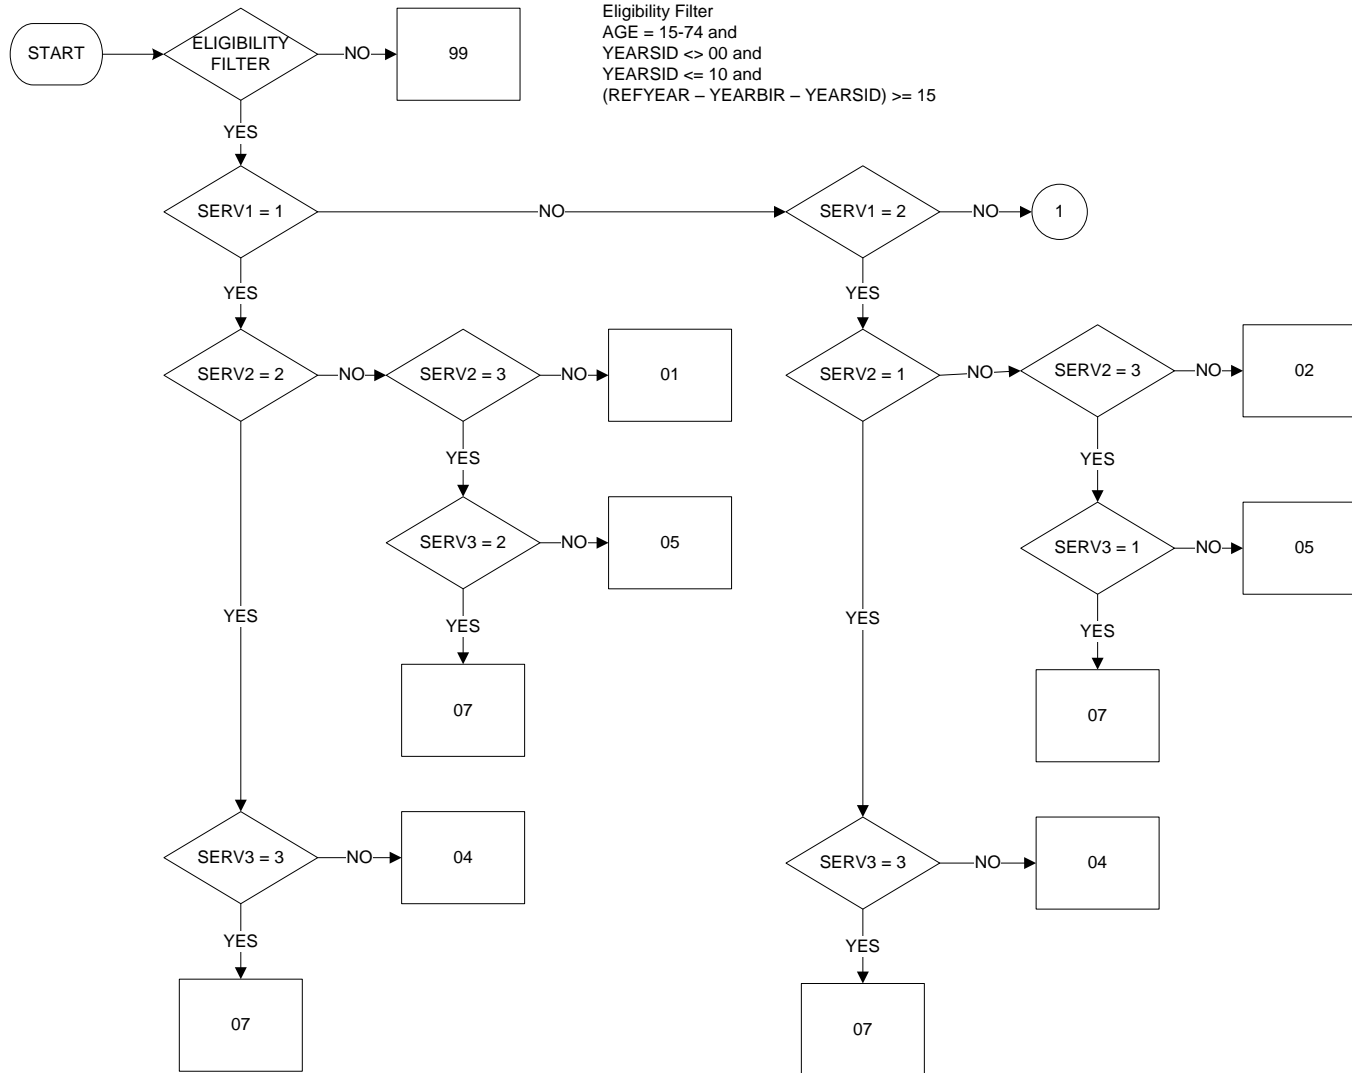 START
ELIGIBILITY
FILTER
NO
99
Eligibility Filter
AGE = 15-74 and
YEARSID <> 00 and
YEARSID <= 10 and
(REFYEAR – YEARBIR – YEARSID) >= 15
YES
SERV1 = 1
NO
SERV1 = 2
NO
1
YES
YES
SERV2 = 2
NO
SERV2 = 3
NO
01
SERV2 = 1
NO
SERV2 = 3
NO
02
YES
YES
SERV3 = 2
NO
05
SERV3 = 1
NO
05
YES
YES
YES
YES
07
07
SERV3 = 3
NO
04
SERV3 = 3
NO
04
YES
YES
07
07